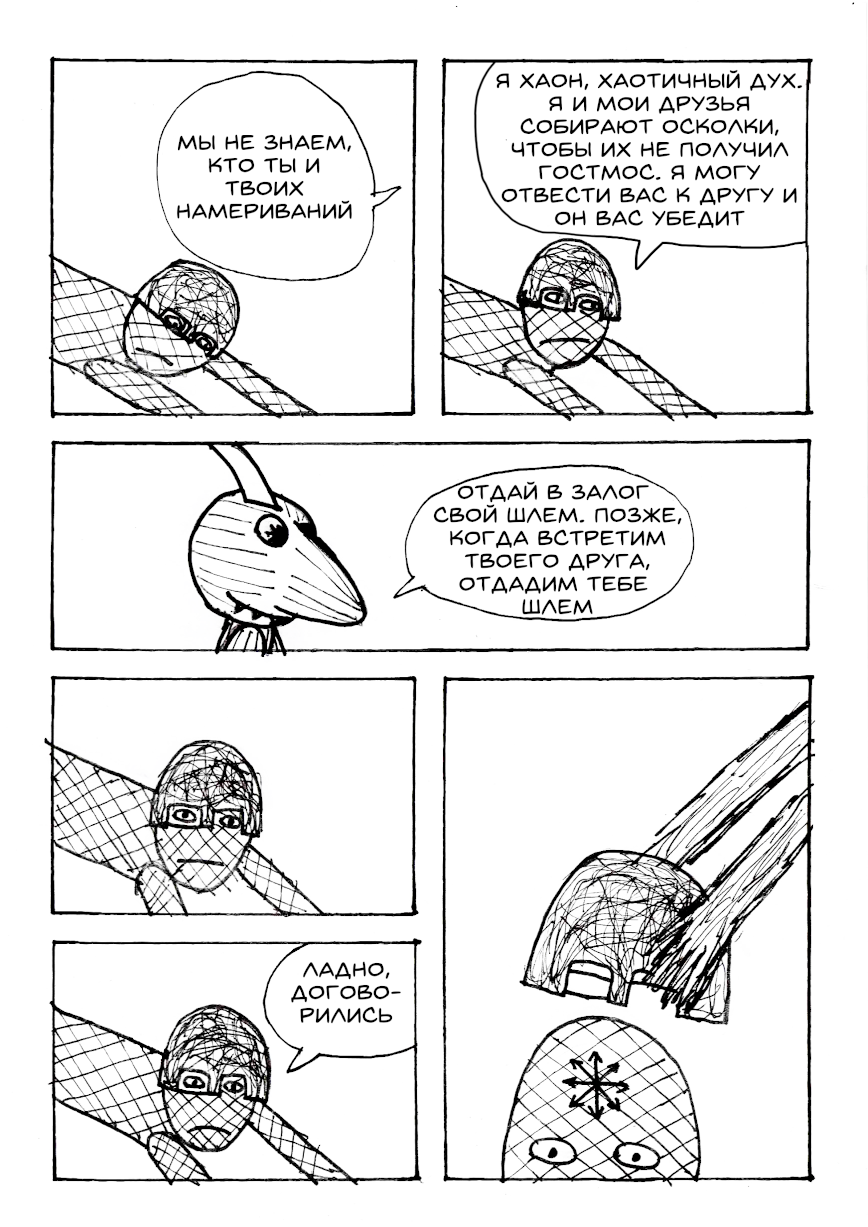 МЫ НЕ ЗНАЕМ,
КТО ТЫ И
ТВОИХ
НАМЕРИВАНИЙ
Я ХАОН, ХАОТИЧНЫЙ ДУХ.
Я И МОИ ДРУЗЬЯ
СОБИРАЮТ ОСКОЛКИ,
ЧТОБЫ ИХ НЕ ПОЛУЧИЛ
ГОСТМОС. Я МОГУ
ОТВЕСТИ ВАС К ДРУГУ И
ОН ВАС УБЕДИТ
ОТДАЙ В ЗАЛОГ
СВОЙ ШЛЕМ. ПОЗЖЕ,
КОГДА ВСТРЕТИМ
ТВОЕГО ДРУГА,
ОТДАДИМ ТЕБЕ
ШЛЕМ
ЛАДНО,
ДОГОВО-
РИЛИСЬ